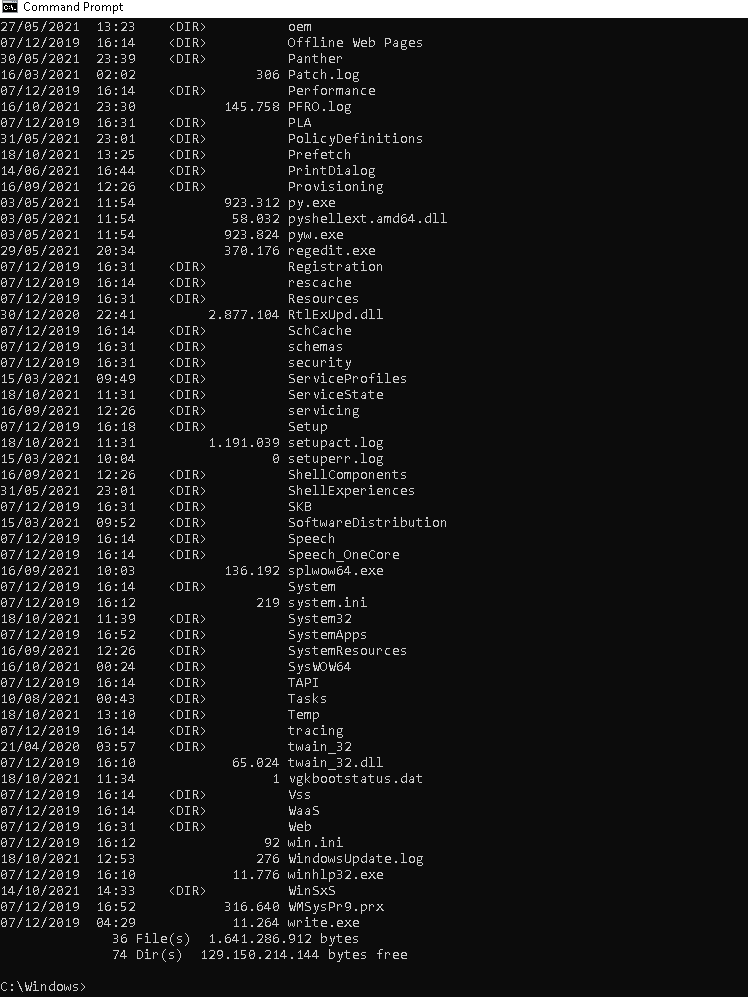 Command Prompt
27/05/2021  13:23    <DIR>          oem
07/12/2019  16:14    <DIR>          Offline Web Pages
30/05/2021  23:39    <DIR>          Panther
16/03/2021  02:02               306 Patch.log
07/12/2019  16:14    <DIR>          Performance
16/10/2021  23:30           145.758 PFRO.log
07/12/2019  16:31    <DIR>          PLA
31/05/2021  23:01    <DIR>          PolicyDefinitions
18/10/2021  13:25    <DIR>          Prefetch
14/06/2021  16:44    <DIR>          PrintDialog
16/09/2021  12:26    <DIR>          Provisioning
03/05/2021  11:54           923.312 py.exe
03/05/2021  11:54            58.032 pyshellext.amd64.dll
03/05/2021  11:54           923.824 pyw.exe
29/05/2021  20:34           370.176 regedit.exe
07/12/2019  16:31    <DIR>          Registration
07/12/2019  16:31    <DIR>          rescache
07/12/2019  16:31    <DIR>          Resources
30/12/2020  22:41         2.877.104 RtlExUpd.dll
07/12/2019  16:14    <DIR>          SchCache
07/12/2019  16:31    <DIR>          schemas
07/12/2019  16:31    <DIR>          security
15/03/2021  09:49    <DIR>          ServiceProfiles
18/10/2021  11:31    <DIR>          ServiceState
16/09/2021  12:26    <DIR>          servicing
07/12/2019  16:18    <DIR>          Setup
18/10/2021  11:31         1.191.039 setupact.log
15/03/2021  10:04                 0 setuperr.log
16/09/2021  12:26    <DIR>          ShellComponents
31/05/2021  23:01    <DIR>          ShellExperiences
07/12/2019  16:31    <DIR>          SKB
15/03/2021  09:52    <DIR>          SoftwareDistribution
07/12/2019  16:14    <DIR>          Speech
07/12/2019  16:14    <DIR>          Speech_OneCore
16/09/2021  10:03           136.192 splwow64.exe
07/12/2019  16:14    <DIR>          System
07/12/2019  16:12               219 system.ini
18/10/2021  11:39    <DIR>          System32
07/12/2019  16:52    <DIR>          SystemApps
16/09/2021  12:26    <DIR>          SystemResources
16/10/2021  00:24    <DIR>          SysWOW64
07/12/2019  16:14    <DIR>          TAPI
10/08/2021  00:43    <DIR>          Tasks
18/10/2021  13:10    <DIR>          Temp
07/12/2019  16:14    <DIR>          tracing
21/04/2020  03:57    <DIR>          twain_32
07/12/2019  16:10            65.024 twain_32.dll
18/10/2021  11:34                 1 vgkbootstatus.dat
07/12/2019  16:14    <DIR>          Vss
07/12/2019  16:14    <DIR>          WaaS
07/12/2019  16:31    <DIR>          Web
07/12/2019  16:12                92 win.ini
18/10/2021  12:53               276 WindowsUpdate.log
07/12/2019  16:10            11.776 winhlp32.exe
14/10/2021  14:33    <DIR>          WinSxS
07/12/2019  16:52           316.640 WMSysPr9.prx
07/12/2019  04:29            11.264 write.exe
36 File(s)  1.641.286.912 bytes
74 Dir(s)  129.150.214.144 bytes free
C:\Windows>